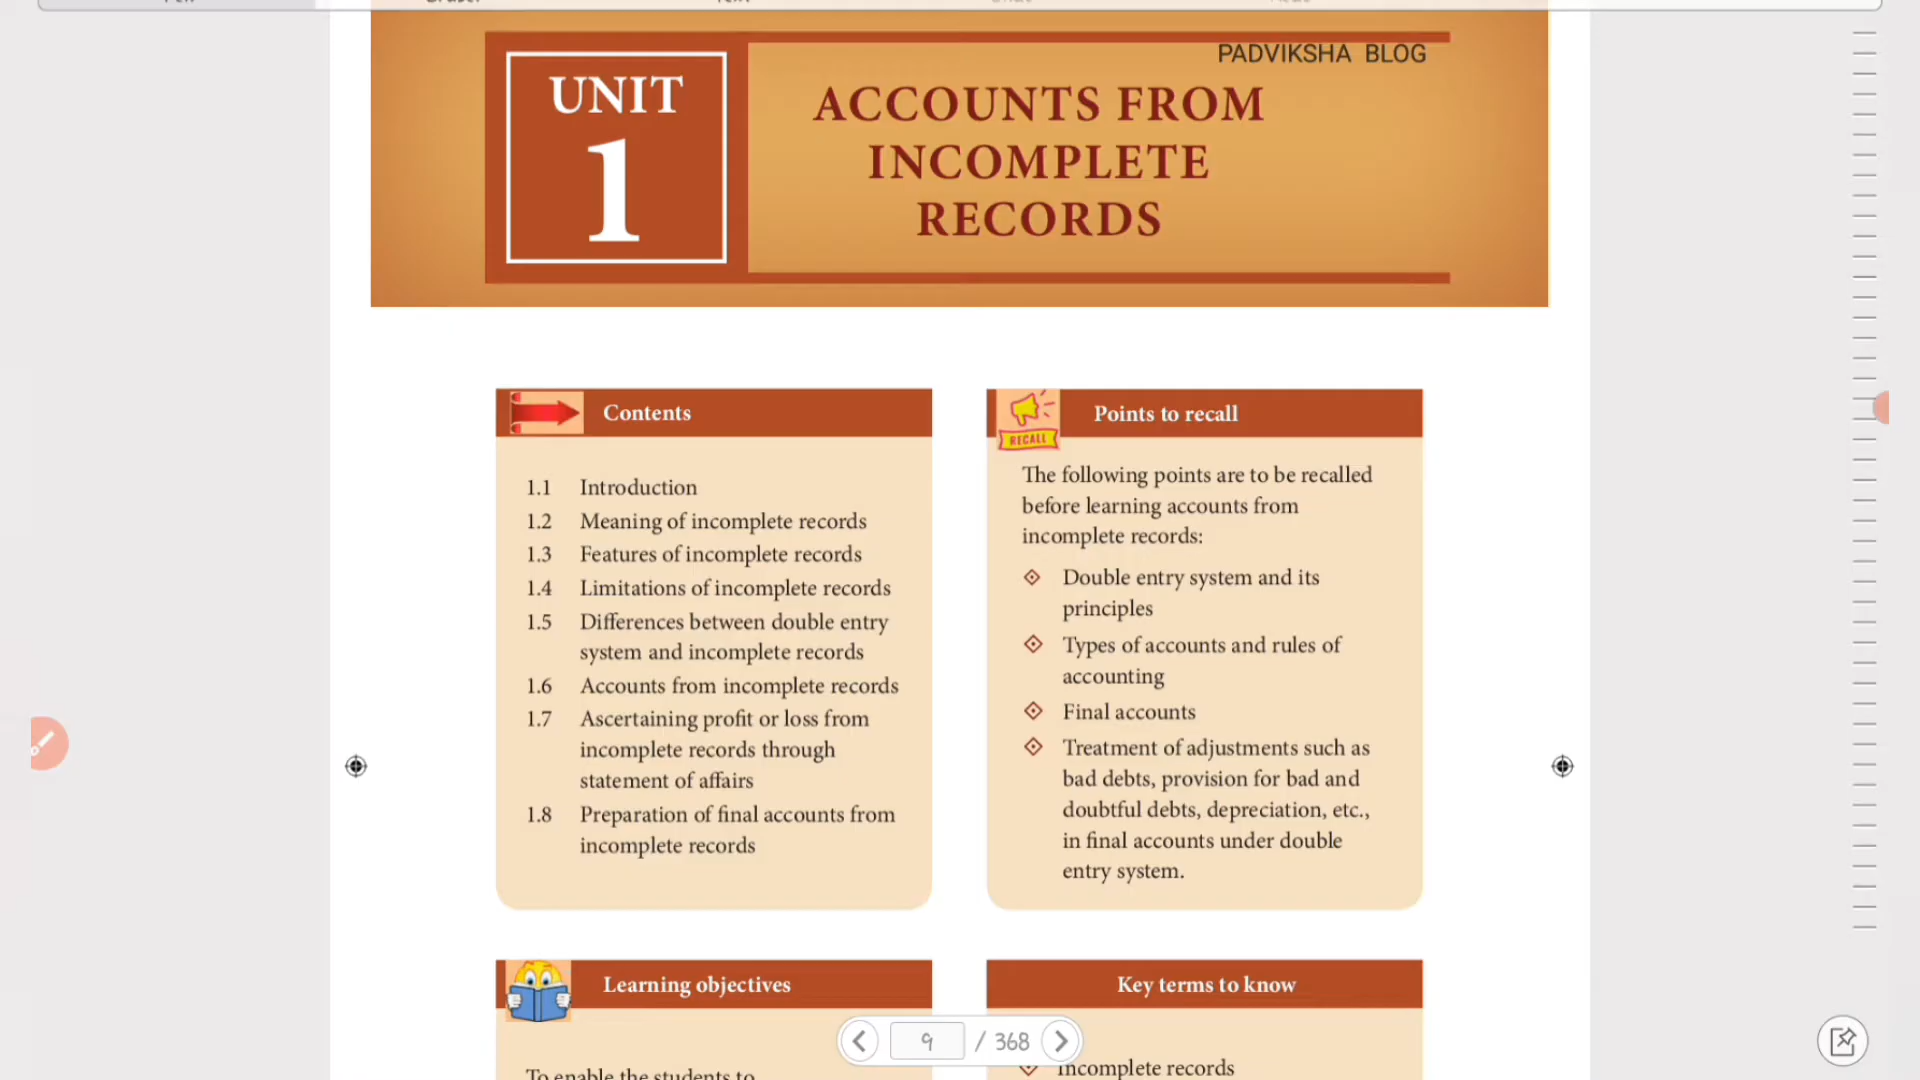 PADVIKSHA BLOG
UNIT
1
ACCOUNTS FROM
INCOMPLETE
RECORDS
Contents
1.1 Introduction
1.2 Meaning of incomplete records
1.3 Features of incomplete records
1.4 Limitations of incomplete records
1.5 Differences between double entry
system and incomplete records
1.6 Accounts from incomplete records
1.7 Ascertaining profit or loss from
incomplete records through
statement of affairs
1.8 Preparation of final accounts from
incomplete records
RECALL
Points to recall
The following points are to be recalled
before learning accounts from
incomplete records:
Double entry system and its
principles
Types of accounts and rules of
accounting
Final accounts
Treatment of adjustments such as
bad debts, provision for bad and
doubtful debts, depreciation, etc.,
in final accounts under double
entry system.
Learning objectives
To enable the students to
Key terms to know
Incomplete records
9 / 368